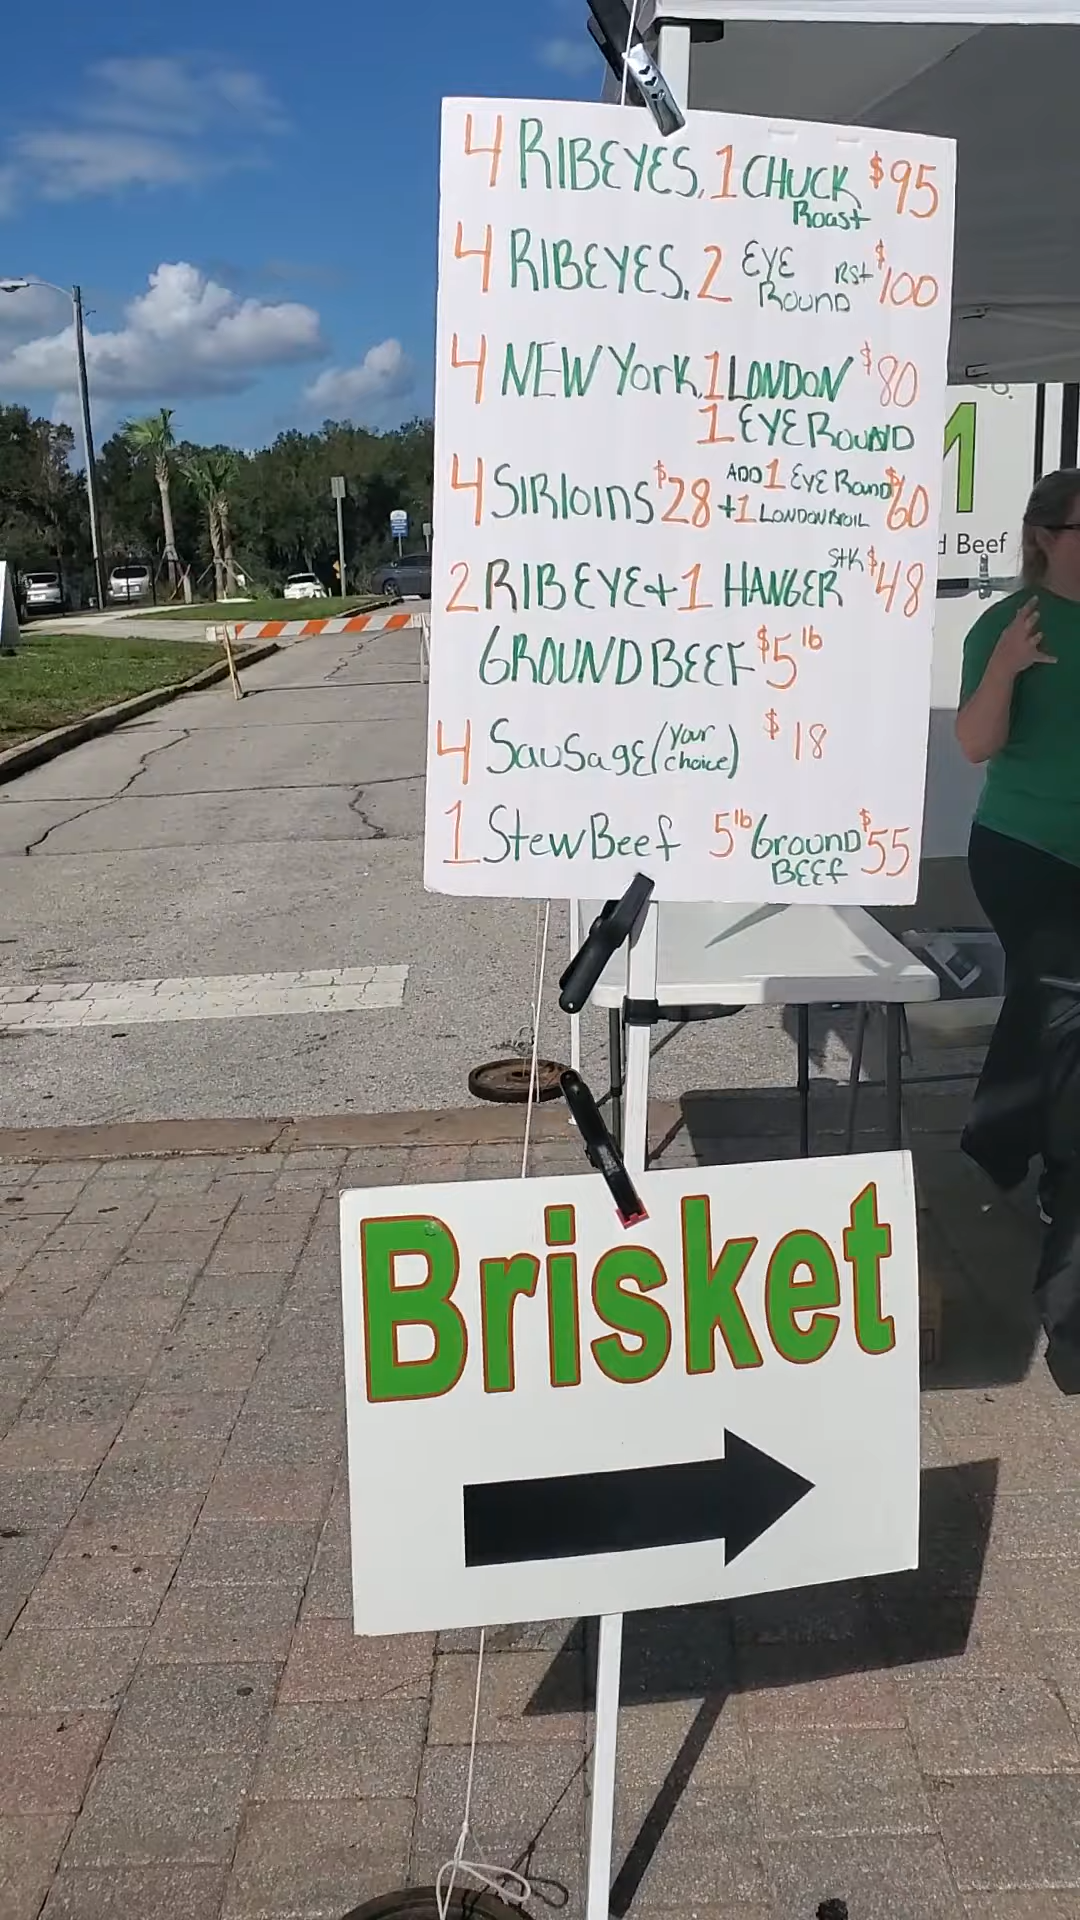 4 RIBEYES, 1 CHUCK Roast $95
4 RIBEYES, 2 EYE ROUND RST $100
4 NEW YORK, 1 LONDON $80
1 EYE ROUND
4 SIRLOINS $28 ADD 1 EYE Round +1 LONDON BROIL $60
2 RIBEYE + 1 HANGER Stk $48
GROUND BEEF $5 lb
4 SauSagE (your choice) $18
1 Stew Beef 5 lb Ground BEEf $55
d Beef
Brisket